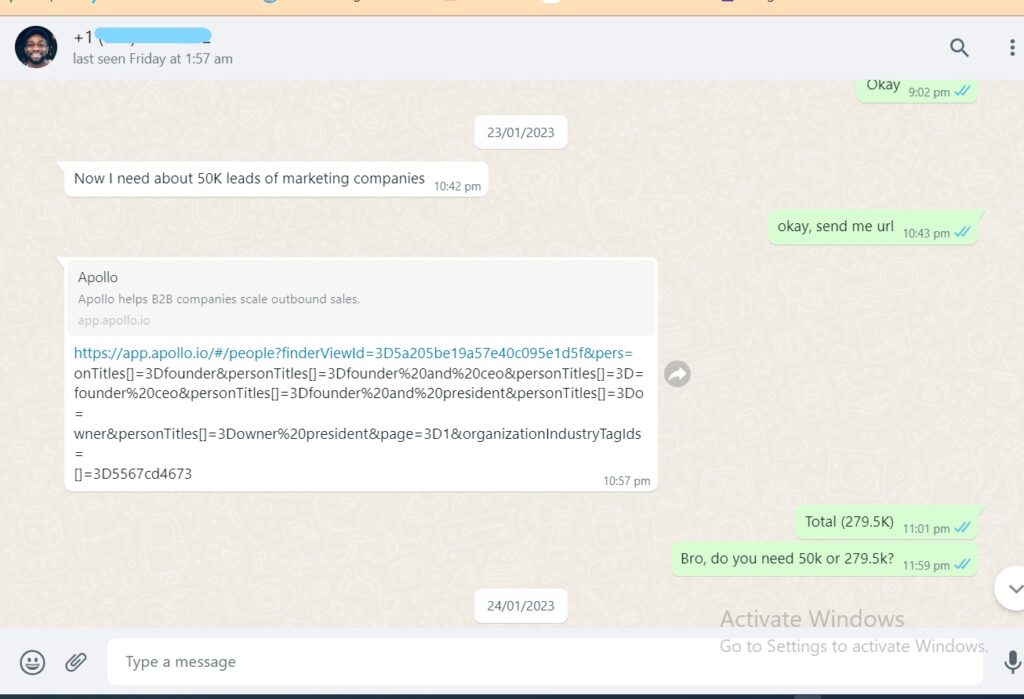 +1 (
last seen Friday at 1:57 am
Okay 9:02 pm
23/01/2023
Now I need about 50K leads of marketing companies 10:42 pm
okay, send me url 10:43 pm
Apollo
Apollo helps B2B companies scale outbound sales.
app.apollo.io
https://app.apollo.io/#/people?finderViewId=3D5a205be19a57e40c095e1d5f&pers=
onTitles[]=3Dfounder&personTitles[]=3Dfounder%20and%20ceo&personTitles[]=3D=
founder%20ceo&personTitles[]=3Dfounder%20and%20president&personTitles[]=3Do
=
wner&personTitles[]=3Downer%20president&page=3D1&organizationIndustryTagIds
=
[]=3D5567cd4673
10:57 pm
Total (279.5K) 11:01 pm
Bro, do you need 50k or 279.5k? 11:59 pm
24/01/2023
Activate Windows
Go to Settings to activate Windows.
Type a message